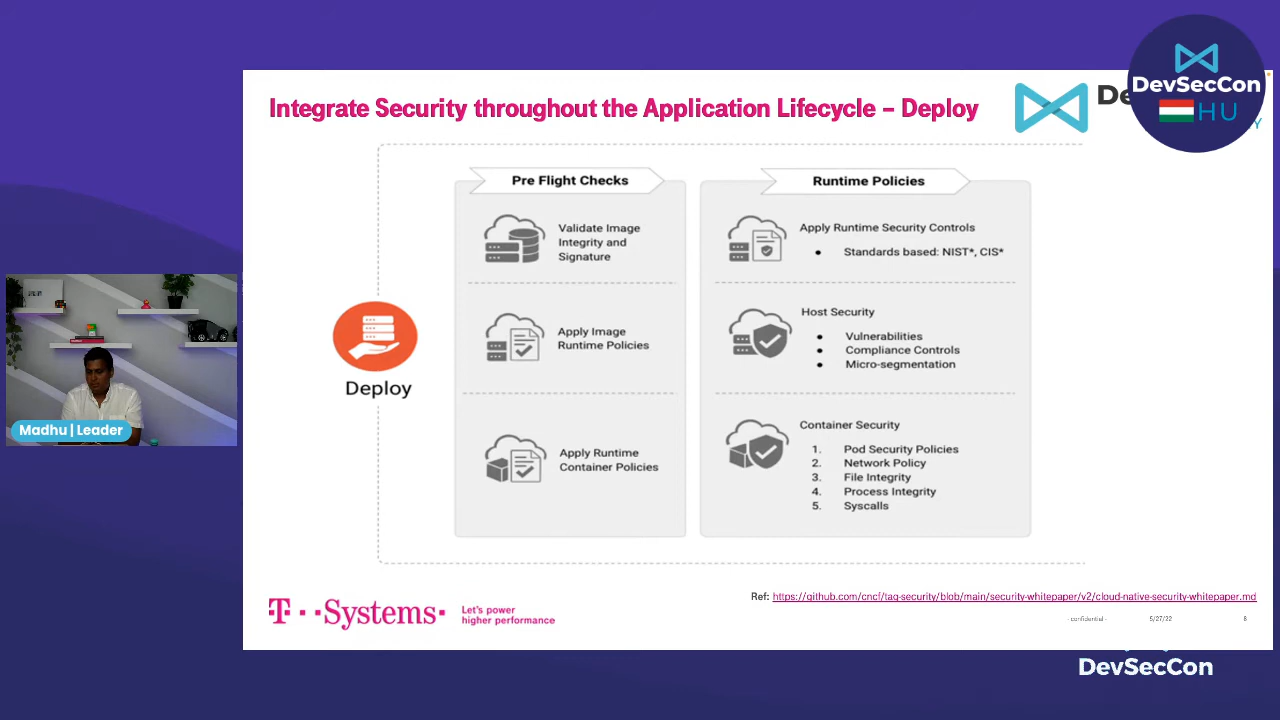 Integrate Security throughout the Application Lifecycle – Deploy
De
DevSecCon
HU
Y
Pre Flight Checks
Validate Image
Integrity and
Signature
Apply Image
Runtime Policies
Apply Runtime
Container Policies
Runtime Policies
Apply Runtime Security Controls
● Standards based: NIST*, CIS*
Host Security
● Vulnerabilities
● Compliance Controls
● Micro-segmentation
Container Security
1. Pod Security Policies
2. Network Policy
3. File Integrity
4. Process Integrity
5. Syscalls
Deploy
Madhu | Leader
Ref: https://github.com/cncf/tag-security/blob/main/security-whitepaper/v2/cloud-native-security-whitepaper.md
T · · Systems ·
Let's power
higher performance
- confidential -
5/27/22
8
DevSecCon